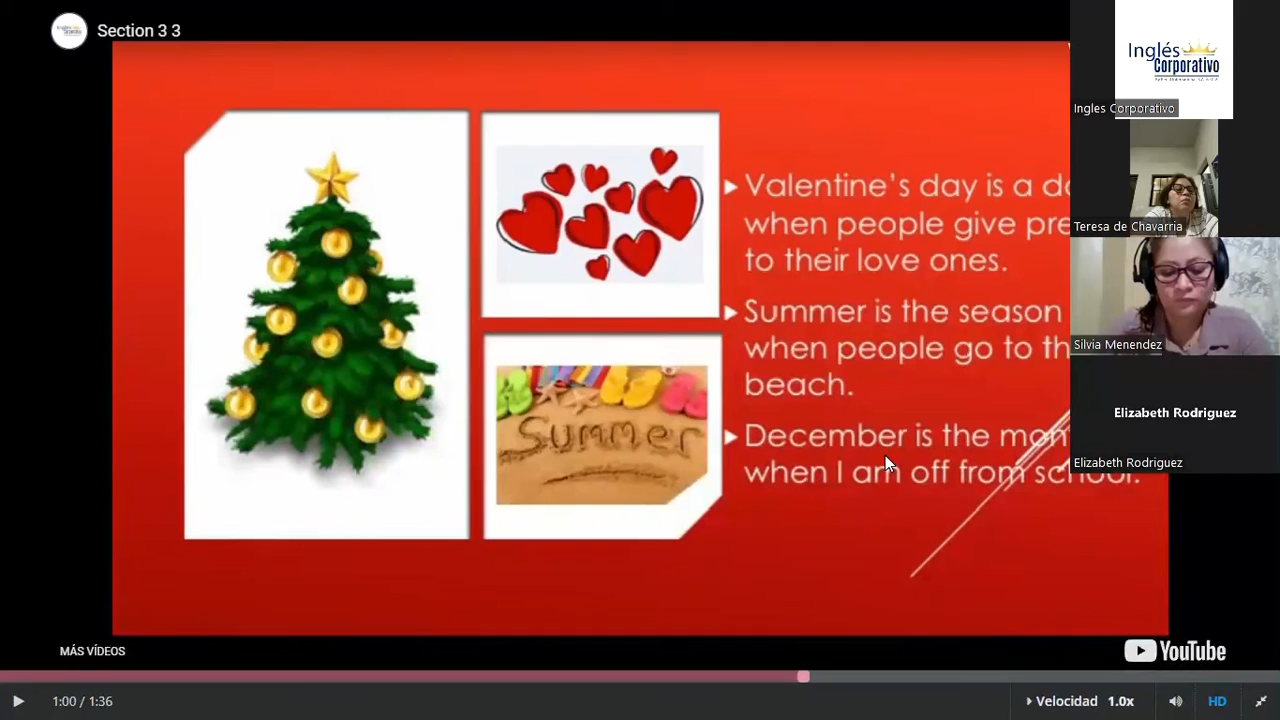 Section 3 3
Inglés
Corporativo
Ingles Corporativo
Valentine's day is a
when people give
to their love ones.
Teresa de Chavarria
Summer is the season
when people go to
beach.
Silvia Menendez
December is the
when I am off from school.
Elizabeth Rodriguez
Elizabeth Rodriguez
Summer
MÁS VÍDEOS
YouTube
1:00 / 1:36
Velocidad 1.0x
HD